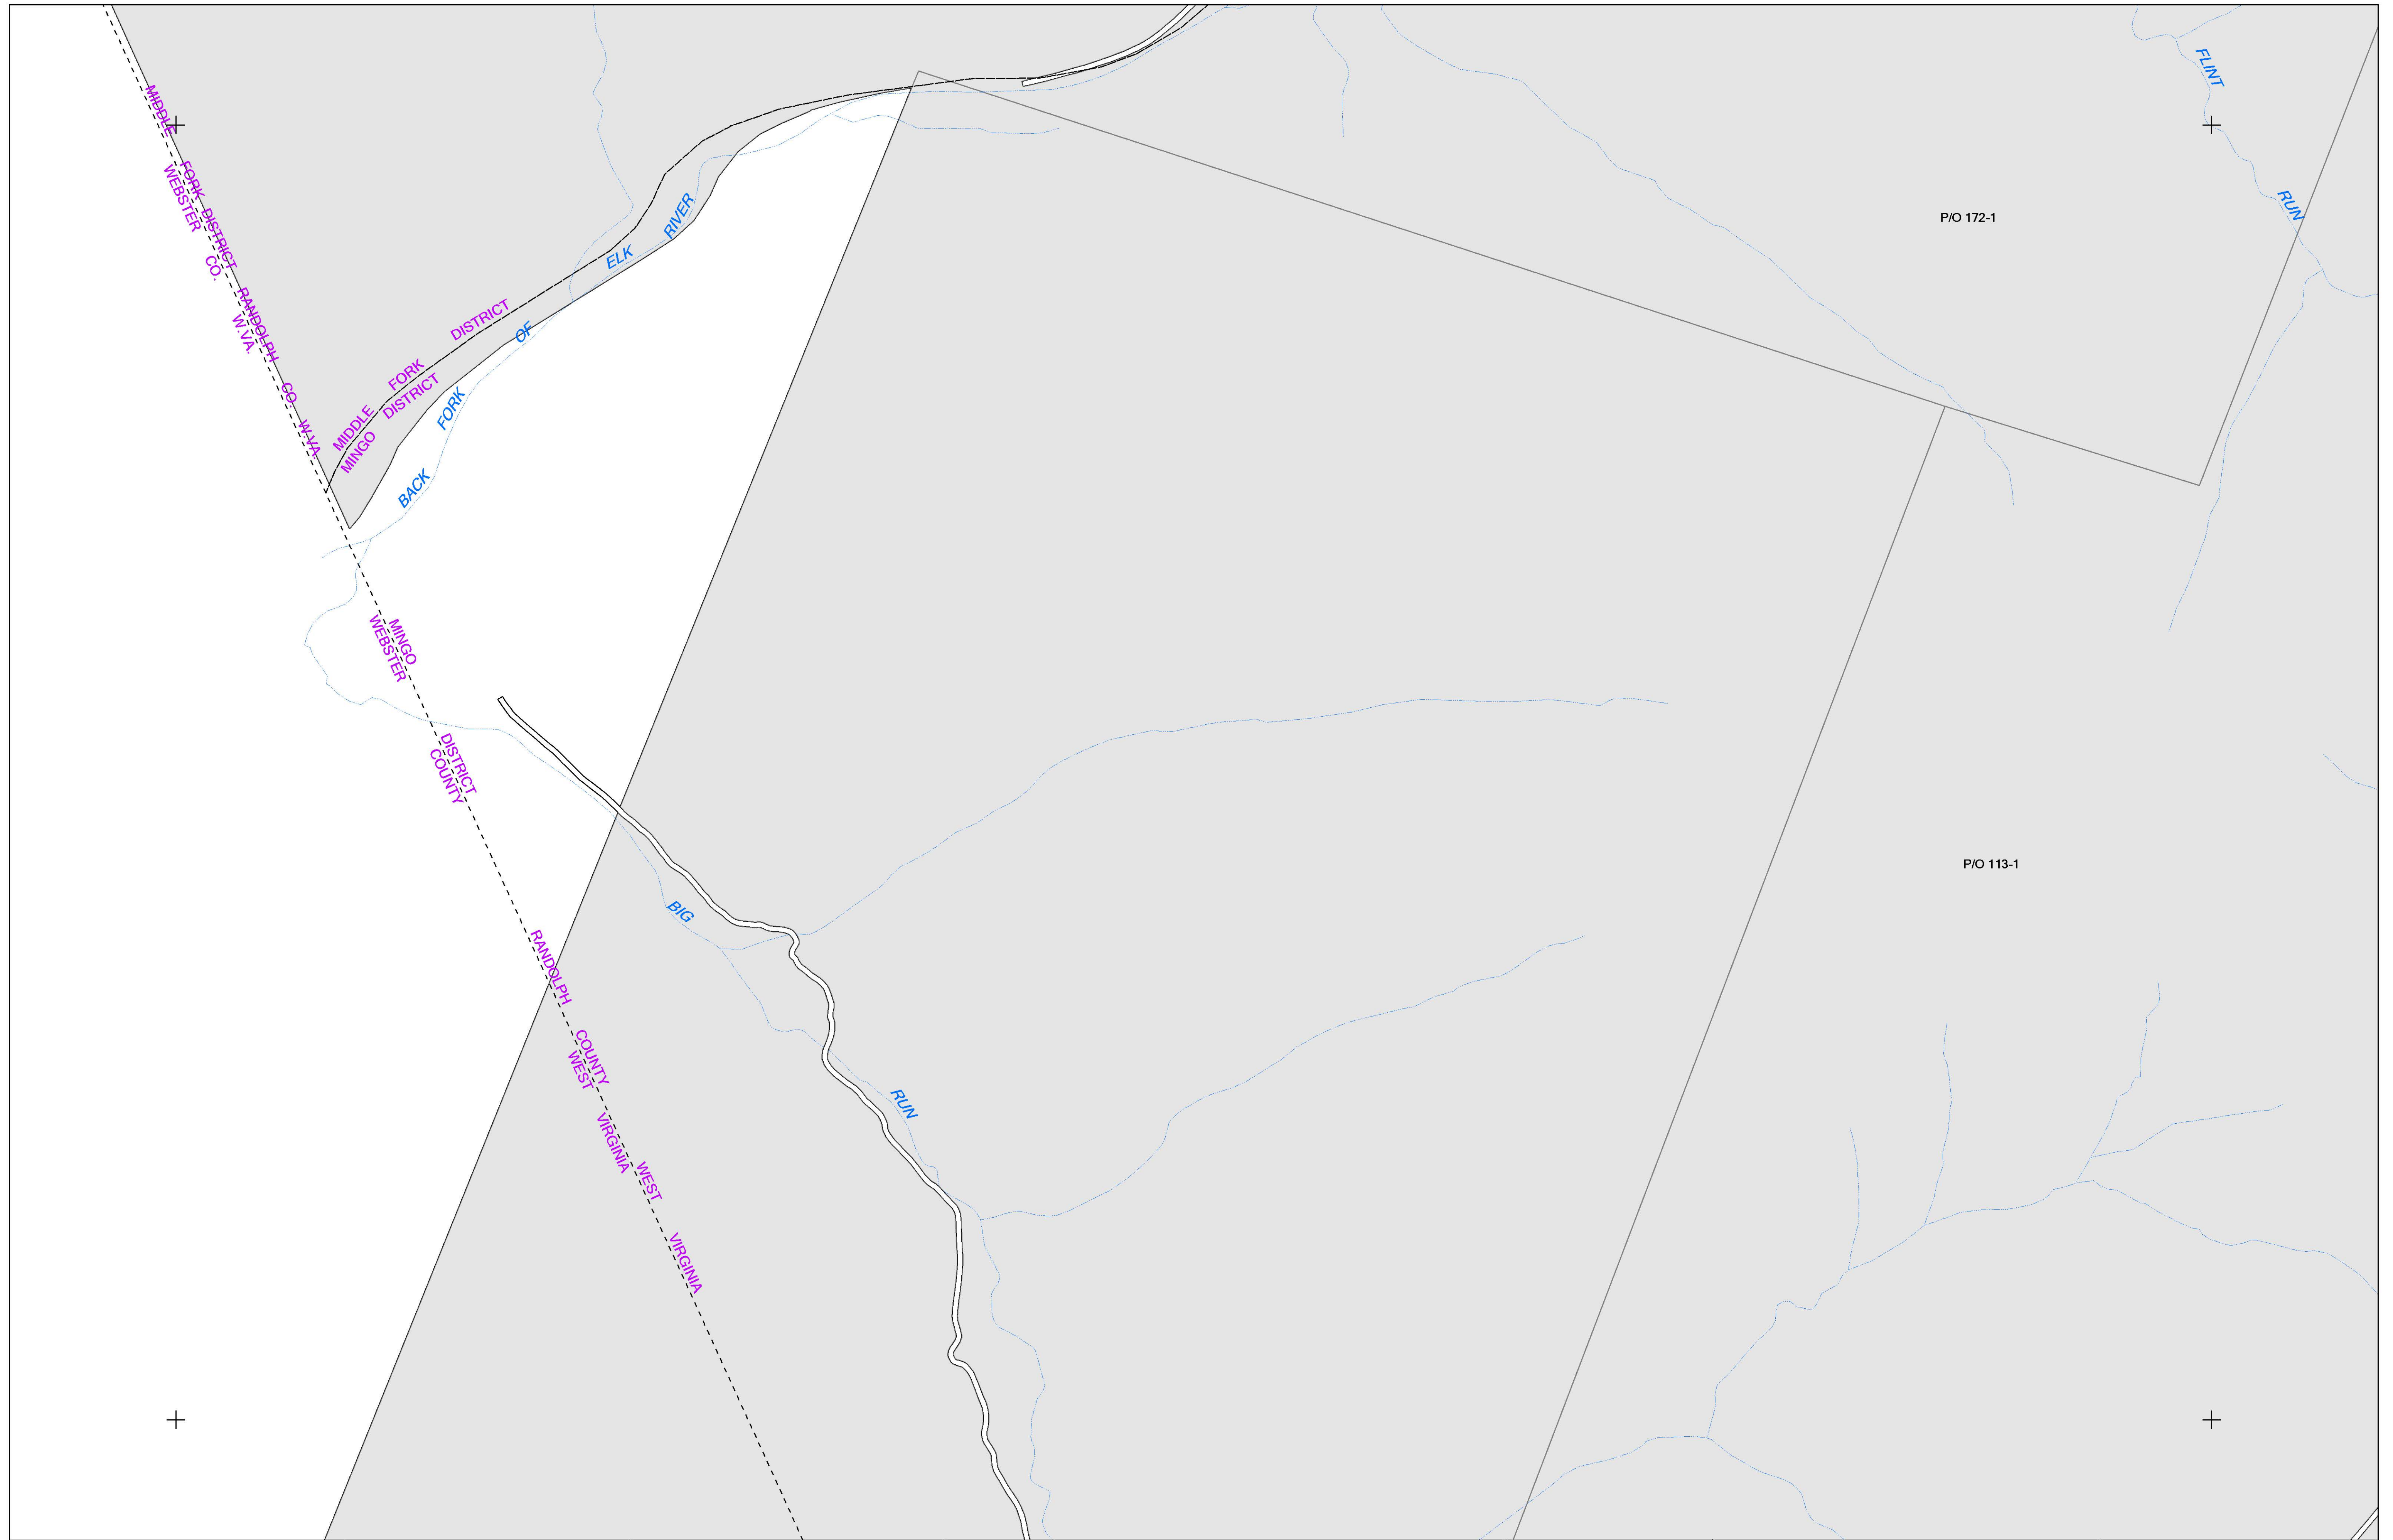 MIDDLE FORK DISTRICT RANDOLPH CO. W.VA.
WEBSTER CO. W.VA.
FLINT RUN
P/O 172-1
MIDDLE FORK DISTRICT
MINGO DISTRICT
BACK FORK OF ELK RIVER
MINGO DISTRICT RANDOLPH COUNTY WEST VIRGINIA
WEBSTER COUNTY WEST VIRGINIA
P/O 113-1
BIG RUN